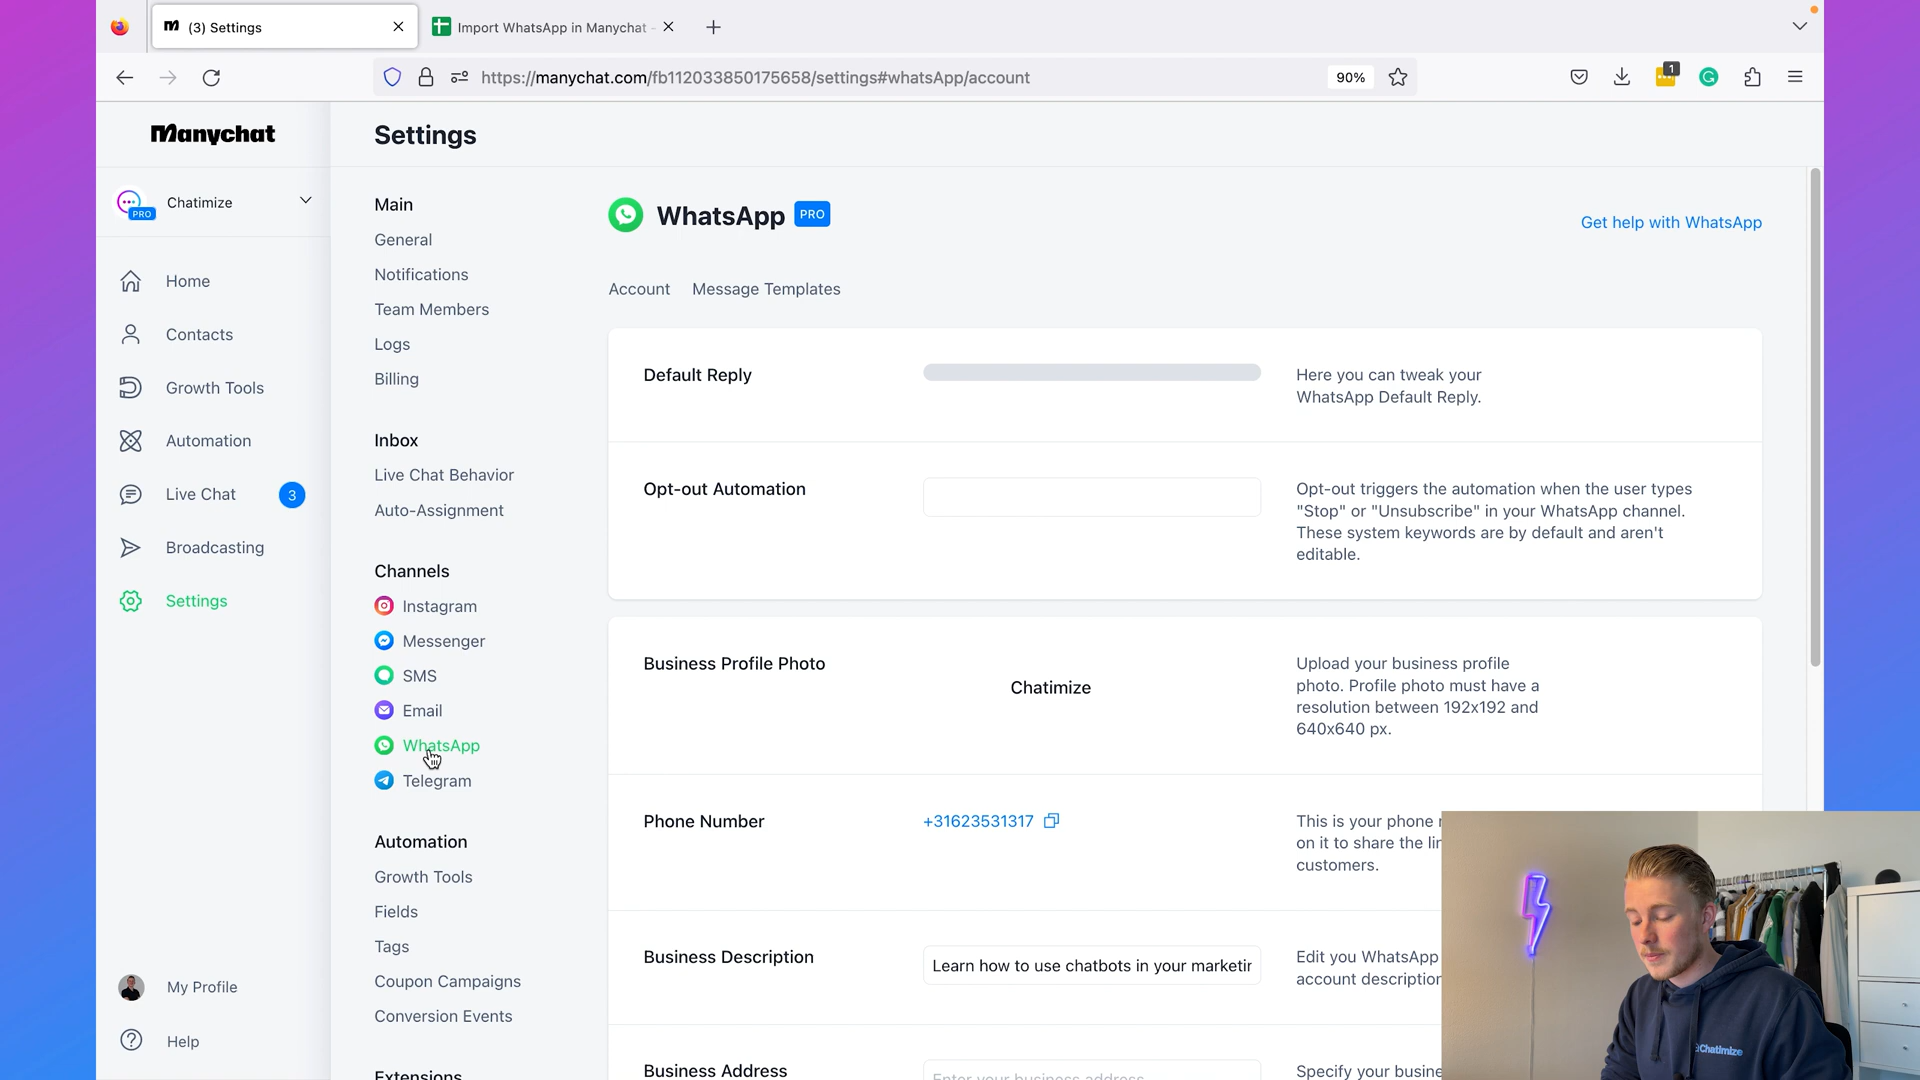 (3) Settings
Import WhatsApp in Manychat -
https://manychat.com/fb112033850175658/settings#whatsApp/account
90%
1
Manychat
Settings
PRO
Chatimize
Home
Contacts
Growth Tools
Automation
Live Chat
3
Broadcasting
Settings
My Profile
Help
Main
General
Notifications
Team Members
Logs
Billing
Inbox
Live Chat Behavior
Auto-Assignment
Channels
Instagram
Messenger
SMS
Email
WhatsApp
Telegram
Automation
Growth Tools
Fields
Tags
Coupon Campaigns
Conversion Events
Extensions
WhatsApp PRO
Get help with WhatsApp
Account Message Templates
Default Reply
Here you can tweak your
WhatsApp Default Reply.
Opt-out Automation
Opt-out triggers the automation when the user types
"Stop" or "Unsubscribe" in your WhatsApp channel.
These system keywords are by default and aren't
editable.
Business Profile Photo
Chatimize
Upload your business profile
photo. Profile photo must have a
resolution between 192x192 and
640x640 px.
Phone Number
+31623531317
This is your phone
on it to share the
customers.
Business Description
Learn how to use chatbots in your
Edit you WhatsApp
account description
Business Address
Enter your business address
Specify your
Chatimize